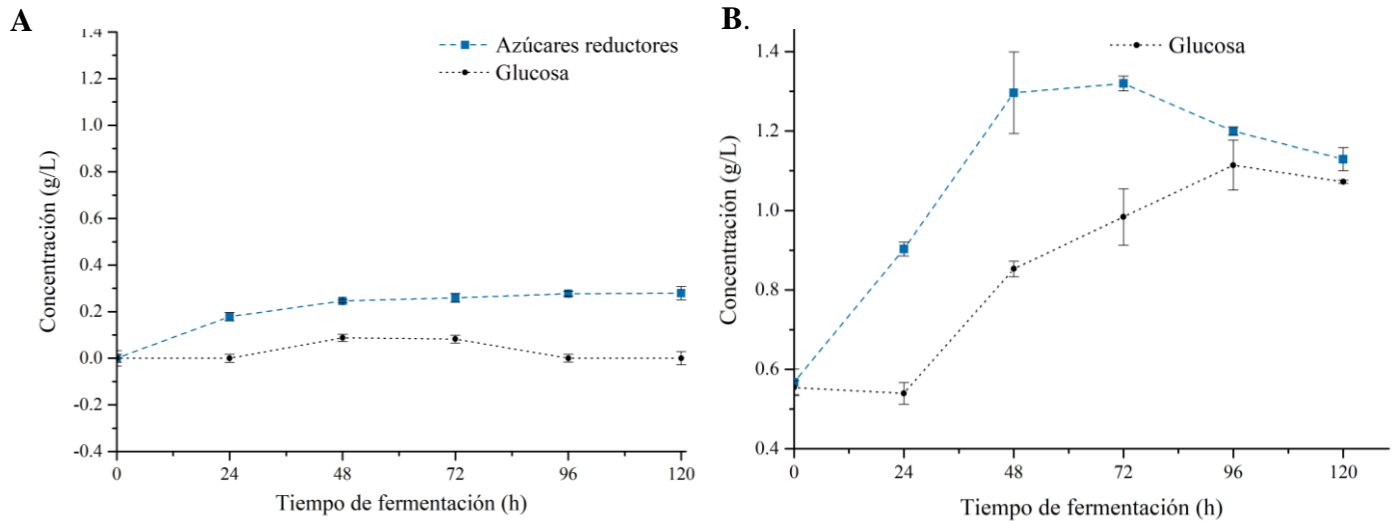 A
1.4
1.2
1.0
0.8
0.6
0.4
0.2
0.0
-0.2
-0.4
Concentración (g/L)
Azúcares reductores
Glucosa
0 24 48 72 96 120
Tiempo de fermentación (h)
B.
1.4
1.2
1.0
0.8
0.6
0.4
Concentración (g/L)
Glucosa
0 24 48 72 96 120
Tiempo de fermentación (h)